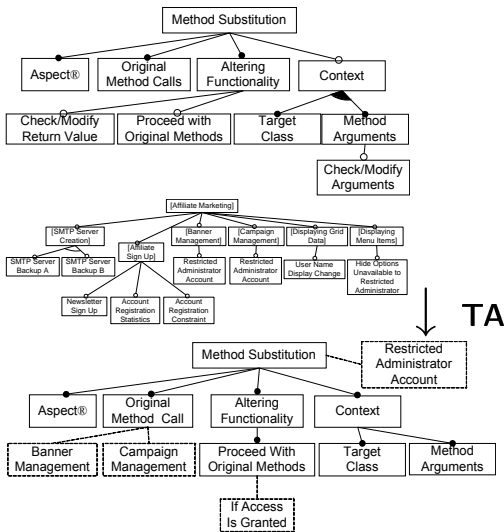 Method Substitution
Aspect®
Original
Method Calls
Altering
Functionality
Context
Check/Modify
Return Value
Proceed with
Original Methods
Target
Class
Method
Arguments
Check/Modify
Arguments
[Affiliate Marketing]
[SMTP Server
Creation]
[Affiliate
Sign Up]
[Banner
Management]
[Campaign
Management]
[Displaying Grid
Data]
[Displaying
Menu Items]
SMTP Server
Backup A
SMTP Server
Backup B
Restricted
Administrator
Account
Restricted
Administrator
Account
User Name
Display Change
Hide Options
Unavailable to
Restricted
Administrator
Newsletter
Sign Up
Account
Registration
Statistics
Account
Registration
Constraint
TA
Method Substitution
Restricted
Administrator
Account
Aspect®
Original
Method Call
Altering
Functionality
Context
Banner
Management
Campaign
Management
Proceed With
Original Methods
Target
Class
Method
Arguments
If Access
Is Granted